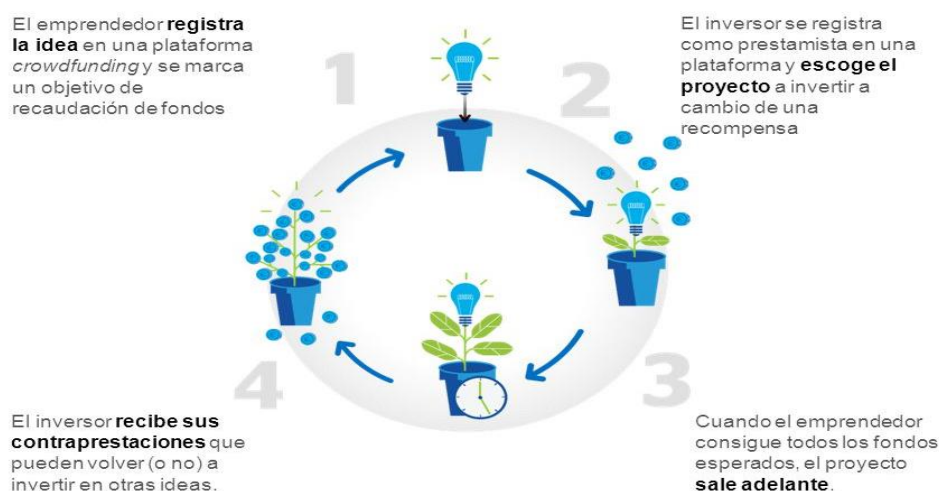 El emprendedor registra
la idea en una plataforma
crowdfunding y se marca
un objetivo de
recaudación de fondos
1
2
El inversor se registra
como prestamista en una
plataforma y escoge el
proyecto a invertir a
cambio de una
recompensa
4
El inversor recibe sus
contraprestaciones que
pueden volver (o no) a
invertir en otras ideas.
3
Cuando el emprendedor
consigue todos los fondos
esperados, el proyecto
sale adelante.